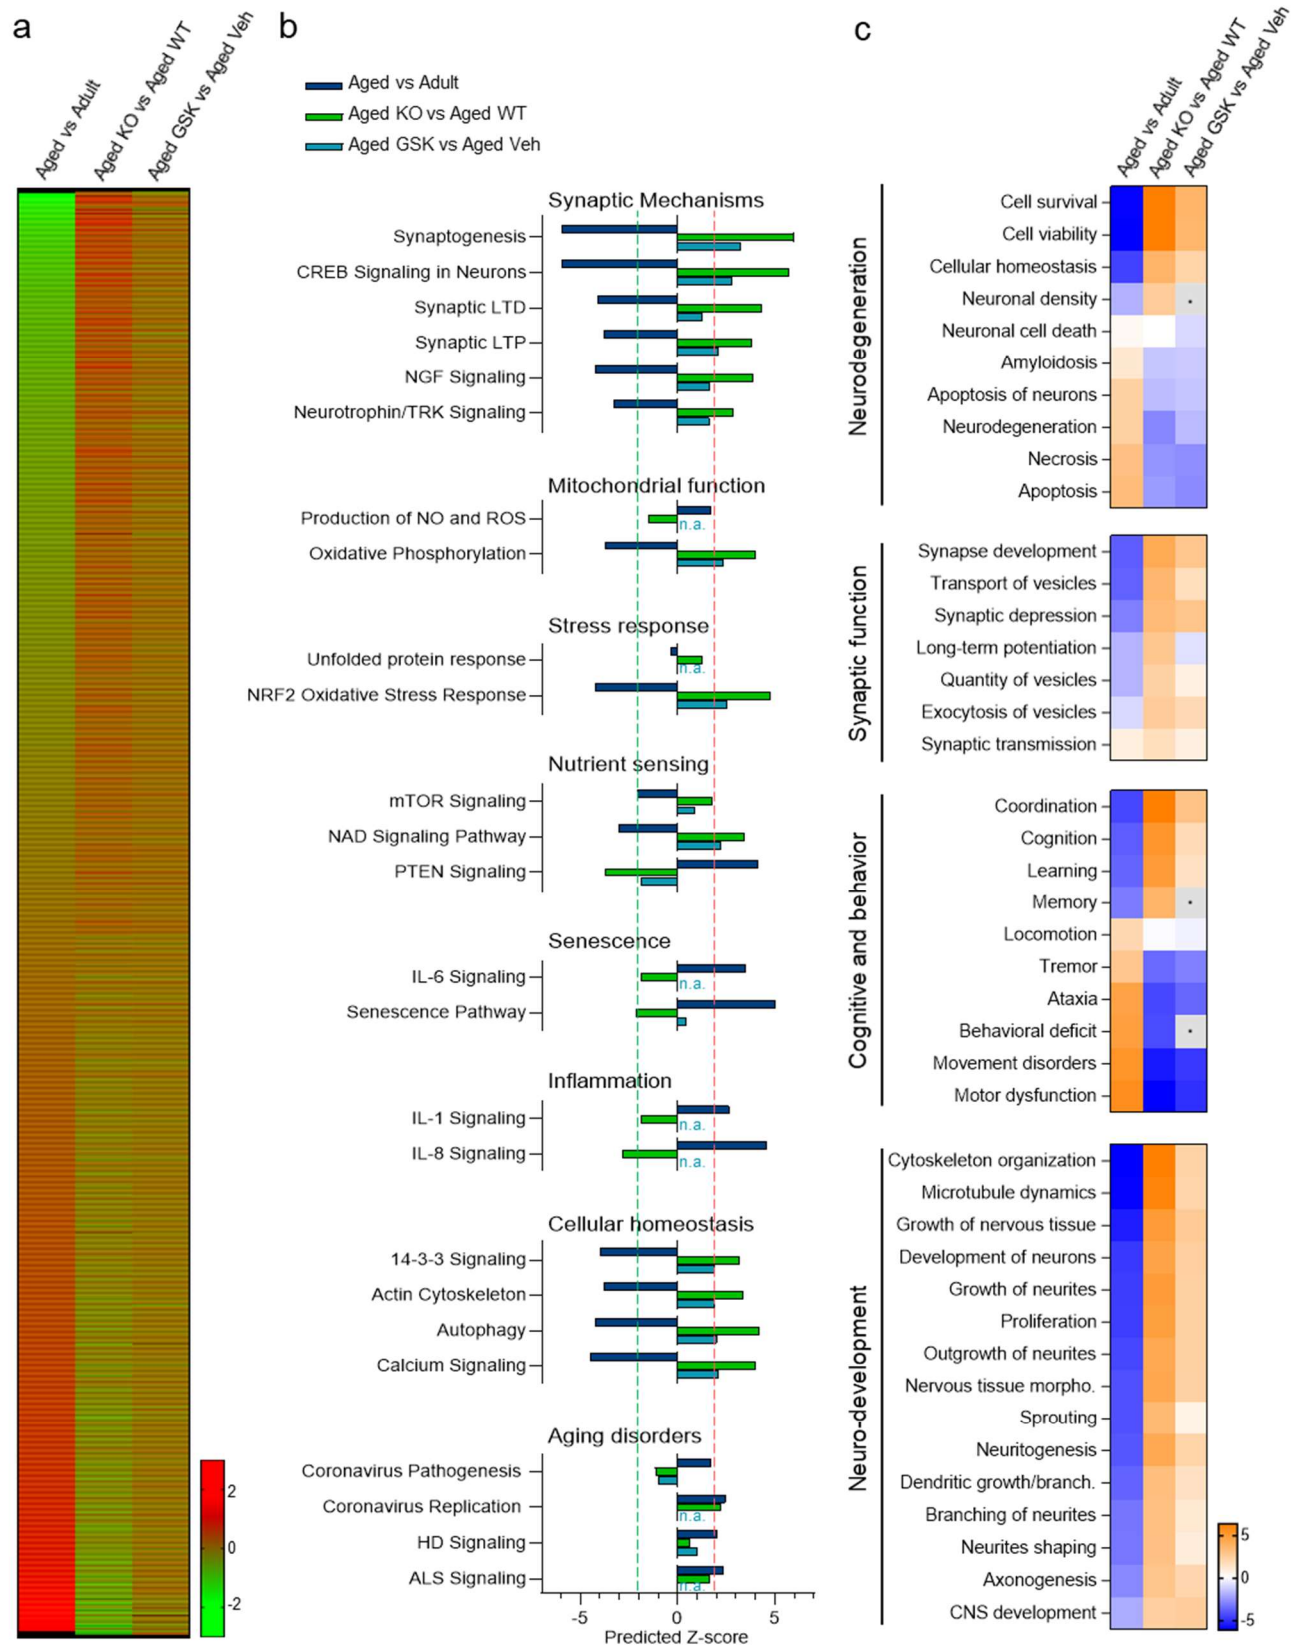 a
Aged vs Adult
Aged KO vs Aged WT
Aged GSK vs Aged Veh
2
0
-2
b
Aged vs Adult
Aged KO vs Aged WT
Aged GSK vs Aged Veh
Synaptic Mechanisms
Synaptogenesis
CREB Signaling in Neurons
Synaptic LTD
Synaptic LTP
NGF Signaling
Neurotrophin/TRK Signaling
Mitochondrial function
Production of NO and ROS
n.a.
Oxidative Phosphorylation
Stress response
Unfolded protein response
n.a.
NRF2 Oxidative Stress Response
Nutrient sensing
mTOR Signaling
NAD Signaling Pathway
PTEN Signaling
Senescence
IL-6 Signaling
n.a.
Senescence Pathway
Inflammation
IL-1 Signaling
n.a.
IL-8 Signaling
n.a.
Cellular homeostasis
14-3-3 Signaling
Actin Cytoskeleton
Autophagy
Calcium Signaling
Aging disorders
Coronavirus Pathogenesis
Coronavirus Replication
n.a.
HD Signaling
ALS Signaling
n.a.
-5 0 5
Predicted Z-score
c
Aged vs Adult
Aged KO vs Aged WT
Aged GSK vs Aged Veh
Neurodegeneration
Cell survival
Cell viability
Cellular homeostasis
Neuronal density
Neuronal cell death
Amyloidosis
Apoptosis of neurons
Neurodegeneration
Necrosis
Apoptosis
Synaptic function
Synapse development
Transport of vesicles
Synaptic depression
Long-term potentiation
Quantity of vesicles
Exocytosis of vesicles
Synaptic transmission
Cognitive and behavior
Coordination
Cognition
Learning
Memory
Locomotion
Tremor
Ataxia
Behavioral deficit
Movement disorders
Motor dysfunction
Neuro-development
Cytoskeleton organization
Microtubule dynamics
Growth of nervous tissue
Development of neurons
Growth of neurites
Proliferation
Outgrowth of neurites
Nervous tissue morpho.
Sprouting
Neuritogenesis
Dendritic growth/branch.
Branching of neurites
Neurites shaping
Axonogenesis
CNS development
5
0
-5